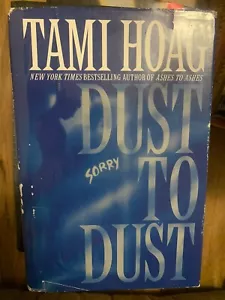 TAMI HOAG
NEW YORK TIMES BESTSELLING AUTHOR OF ASHES TO ASHES
DUST
SORRY
TO
DUST